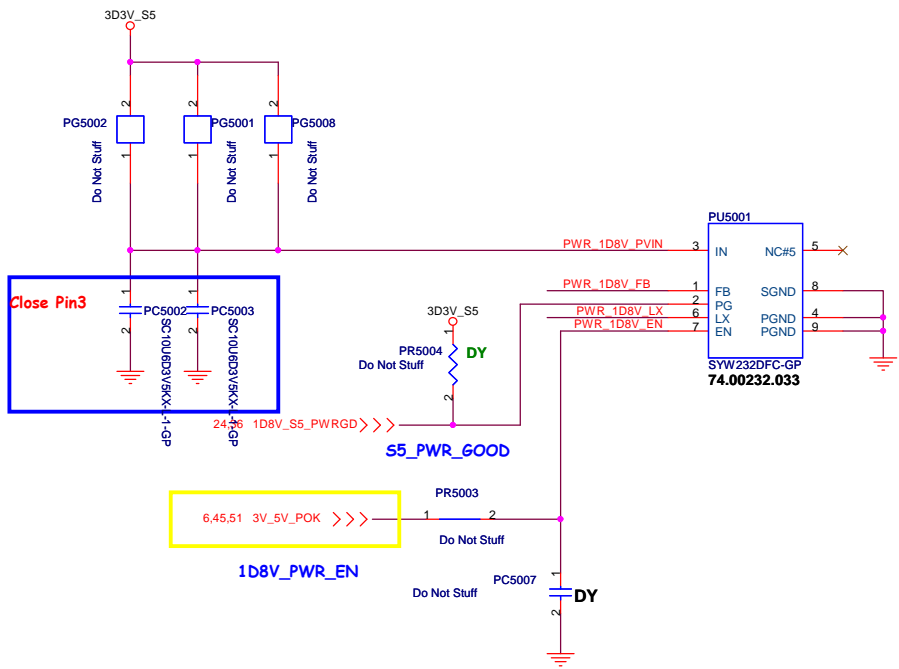 3D3V_S5
2
2
2
PG5002
PG5001
PG5008
Do Not Stuff
Do Not Stuff
Do Not Stuff
1
1
1
PU5001
PWR_1D8V_PVIN
3
IN
NC#5
5
PWR_1D8V_FB
1
FB
SGND
8
2
PG
PWR_1D8V_LX
6
LX
PGND
4
PWR_1D8V_EN
7
EN
PGND
9
SYW232DFC-GP
74.00232.033
Close Pin3
1
1
PC5002
PC5003
2
2
SC10U6D3V5KX-L-1-GP
SC10U6D3V5KX-L-1-GP
3D3V_S5
1
PR5004
DY
Do Not Stuff
2
1D8V_S5_PWRGD
S5_PWR_GOOD
PR5003
6,45,51 3V_5V_POK
1
2
Do Not Stuff
1D8V_PWR_EN
1
PC5007
Do Not Stuff
DY
2